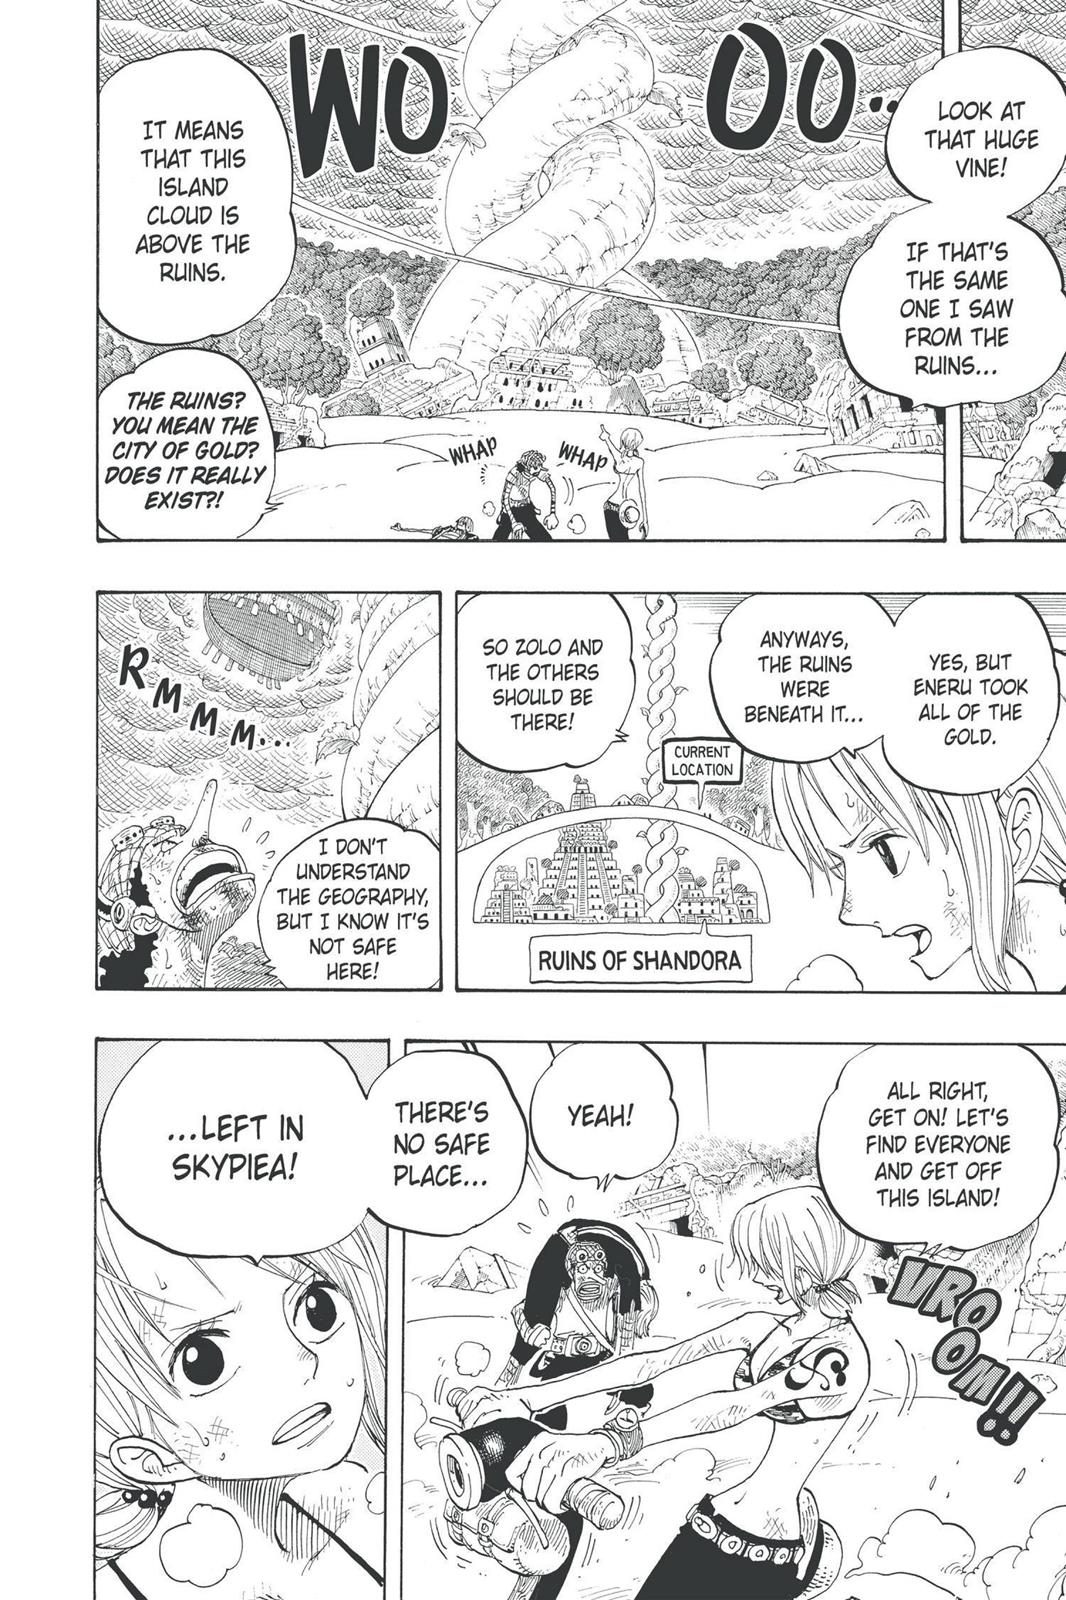 LOOK AT
THAT HUGE
VINE!
IF THAT'S
THE SAME
ONE I SAW
FROM THE
RUINS...
WOOO..
IT MEANS
THAT THIS
ISLAND
CLOUD IS
ABOVE THE
RUINS.
THE RUINS?
YOU MEAN THE
CITY OF GOLD?
DOES IT REALLY
EXIST?!
WHAP
WHAP
YES, BUT
ENERU TOOK
ALL OF THE
GOLD.
ANYWAYS,
THE RUINS
WERE
BENEATH IT...
SO ZOLO AND
THE OTHERS
SHOULD BE
THERE!
CURRENT
LOCATION
RUINS OF SHANDORA
RMMM...
I DON'T
UNDERSTAND
THE GEOGRAPHY,
BUT I KNOW IT'S
NOT SAFE
HERE!
ALL RIGHT,
GET ON! LET'S
FIND EVERYONE
AND GET OFF
THIS ISLAND!
YEAH!
VROOOM!!
THERE'S
NO SAFE
PLACE...
...LEFT IN
SKYPIEA!